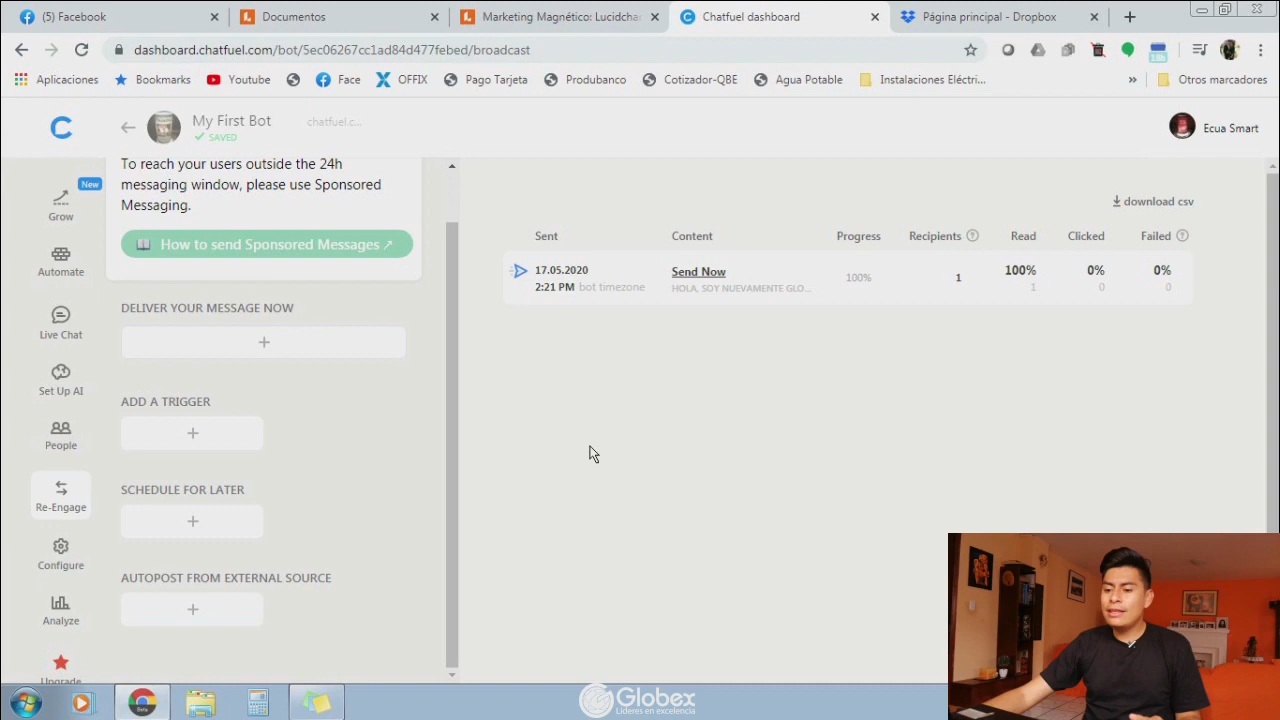 (5) Facebook
Documentos
Marketing Magnético: Lucidchar
Chatfuel dashboard
Página principal - Dropbox
dashboard.chatfuel.com/bot/5ec06267cc1ad84d477febed/broadcast
Aplicaciones
Bookmarks
Youtube
Face
OFFIX
Pago Tarjeta
Produbanco
Cotizador-QBE
Agua Potable
Instalaciones Eléctri...
»
Otros marcadores
My First Bot
chatfuel.c...
SAVED
Ecua Smart
To reach your users outside the 24h
messaging window, please use Sponsored
Messaging.
How to send Sponsored Messages ↗
New
Grow
Automate
Live Chat
Set Up AI
People
Re-Engage
Configure
Analyze
Upgrade
DELIVER YOUR MESSAGE NOW
+
ADD A TRIGGER
+
SCHEDULE FOR LATER
+
AUTOPOST FROM EXTERNAL SOURCE
+
download csv
Sent Content Progress Recipients ? Read Clicked Failed ?
17.05.2020 Send Now 100% 1 100% 0% 0%
2:21 PM bot timezone HOLA, SOY NUEVAMENTE GLO... 1 0 0
Globex
Líderes en excelencia